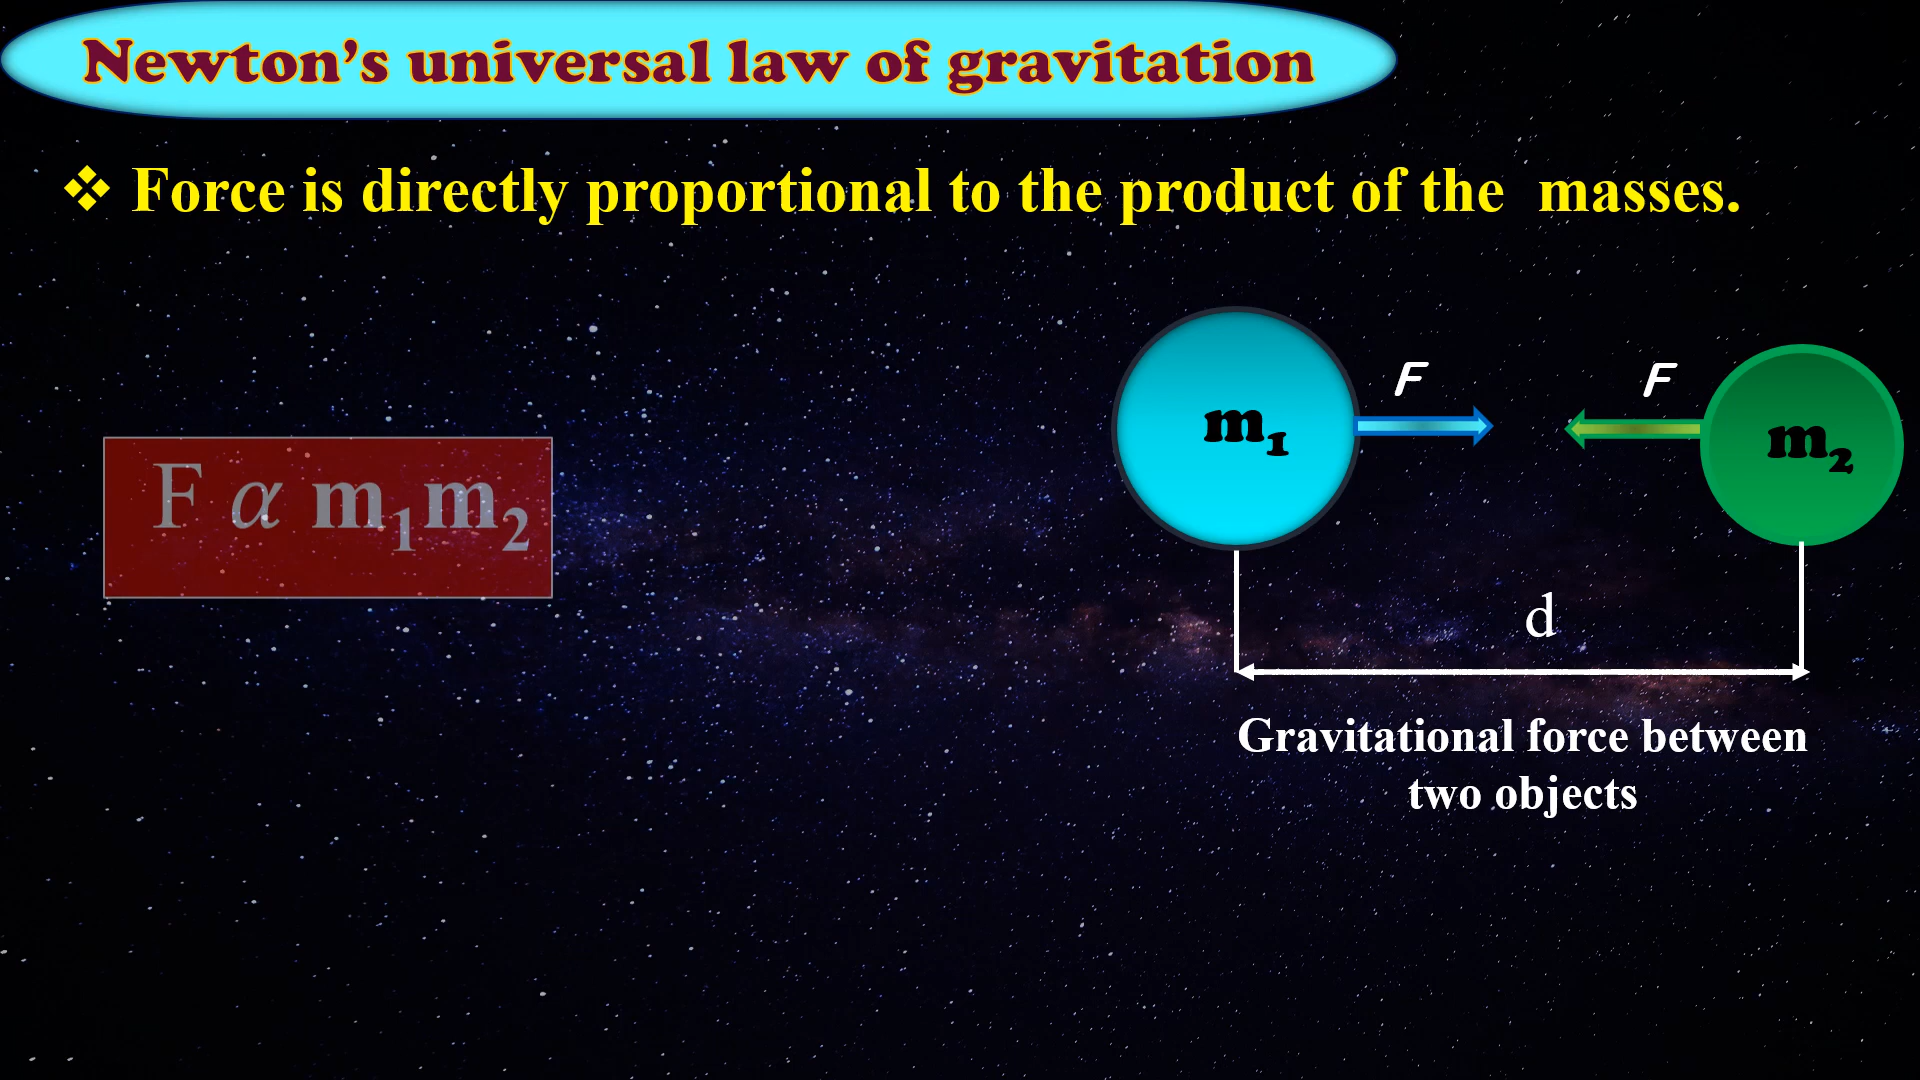 Newton's universal law of gravitation
❖ Force is directly proportional to the product of the masses.
F α m₁m₂
F
F
m₁
m₂
d
Gravitational force between
two objects